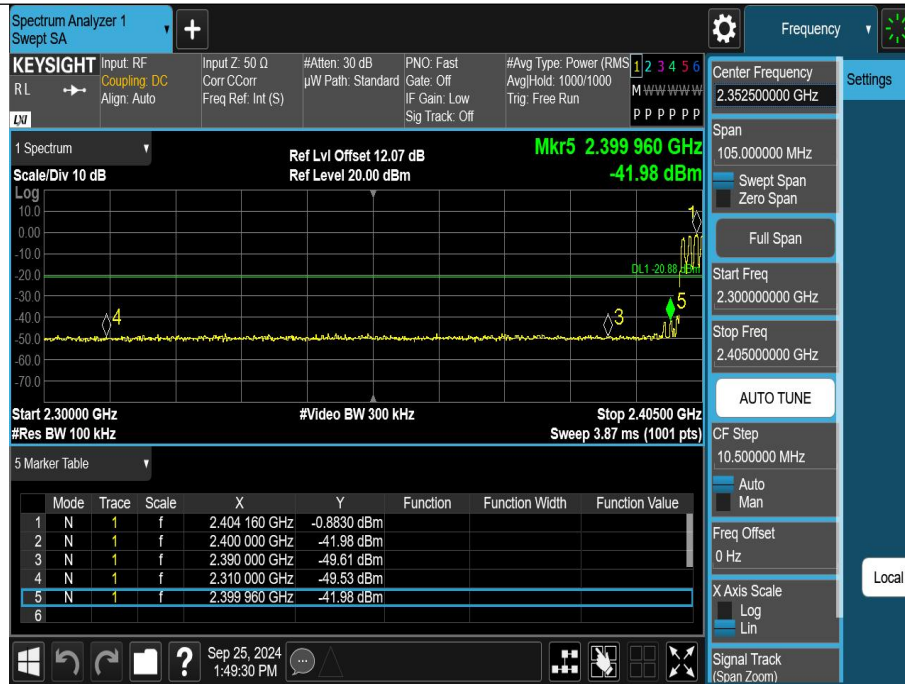 Spectrum Analyzer 1
Swept SA
KEYSIGHT
RL
LXI
Input: RF
Coupling: DC
Align: Auto
Input Z: 50 Ω
Corr CCorr
Freq Ref: Int (S)
#Atten: 30 dB
µW Path: Standard
PNO: Fast
Gate: Off
IF Gain: Low
Sig Track: Off
#Avg Type: Power (RMS
Avg|Hold: 1000/1000
Trig: Free Run
1 2 3 4 5 6
M W W W W W
P P P P P P
1 Spectrum
Scale/Div 10 dB
Ref Lvl Offset 12.07 dB
Ref Level 20.00 dBm
Mkr5 2.399 960 GHz
-41.98 dBm
Log
10.0
0.00
-10.0
-20.0
-30.0
-40.0
-50.0
-60.0
-70.0
1
DL1 -20.88 dBm
5
3
4
Start 2.30000 GHz
#Res BW 100 kHz
#Video BW 300 kHz
Stop 2.40500 GHz
Sweep 3.87 ms (1001 pts)
5 Marker Table
Mode Trace Scale X Y Function Function Width Function Value
1 N 1 f 2.404 160 GHz -0.8830 dBm
2 N 1 f 2.400 000 GHz -41.98 dBm
3 N 1 f 2.390 000 GHz -49.61 dBm
4 N 1 f 2.310 000 GHz -49.53 dBm
5 N 1 f 2.399 960 GHz -41.98 dBm
6
Sep 25, 2024
1:49:30 PM
Frequency
Settings
Center Frequency
2.352500000 GHz
Span
105.000000 MHz
Swept Span
Zero Span
Full Span
Start Freq
2.300000000 GHz
Stop Freq
2.405000000 GHz
AUTO TUNE
CF Step
10.500000 MHz
Auto
Man
Freq Offset
0 Hz
X Axis Scale
Log
Lin
Signal Track
(Span Zoom)
Local